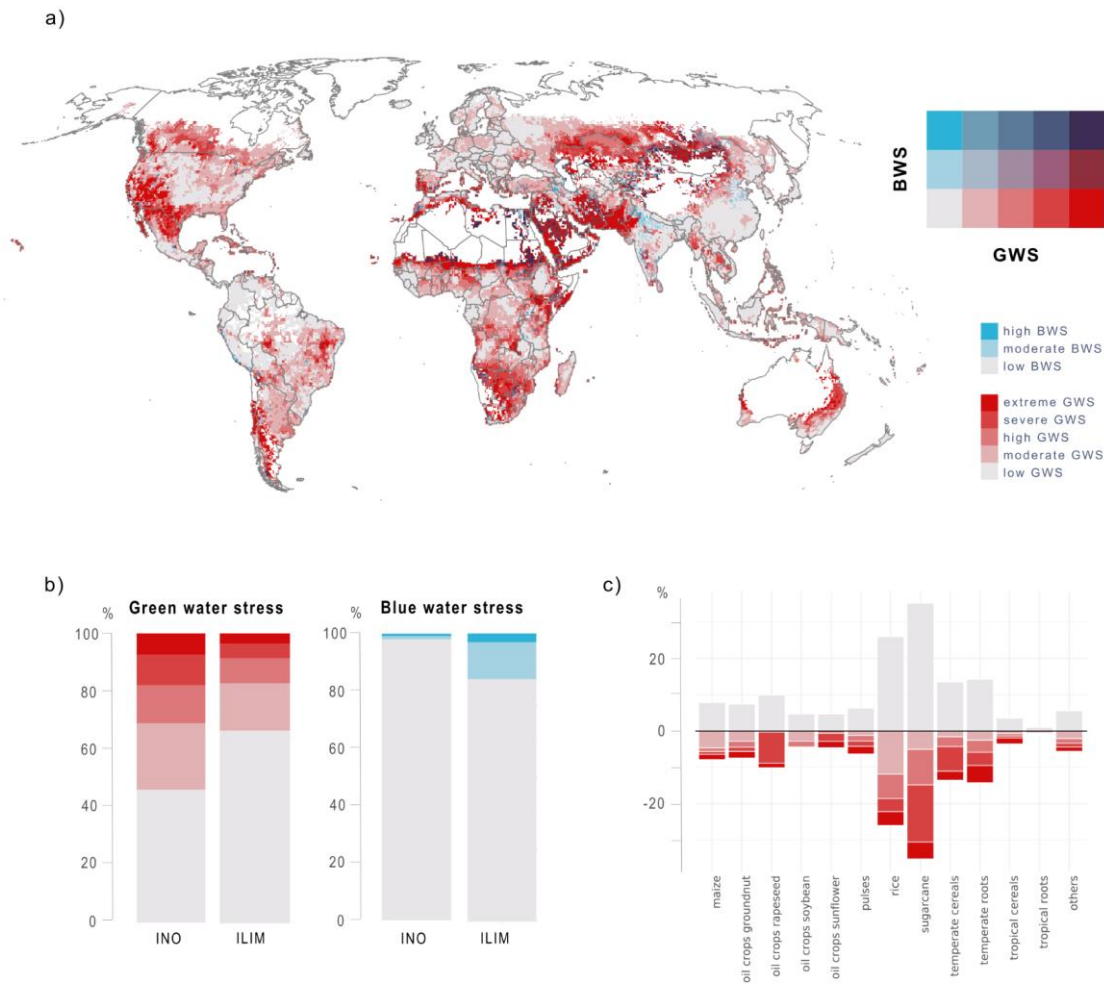 a)
BWS
GWS
high BWS
moderate BWS
low BWS
extreme GWS
severe GWS
high GWS
moderate GWS
low GWS
b)
% Green water stress
100
80
60
40
20
0
INO
ILIM
% Blue water stress
100
80
60
40
20
0
INO
ILIM
c)
%
20
0
-20
maize
oil crops groundnut
oil crops rapeseed
oil crops soybean
oil crops sunflower
pulses
rice
sugarcane
temperate cereals
temperate roots
tropical cereals
tropical roots
others